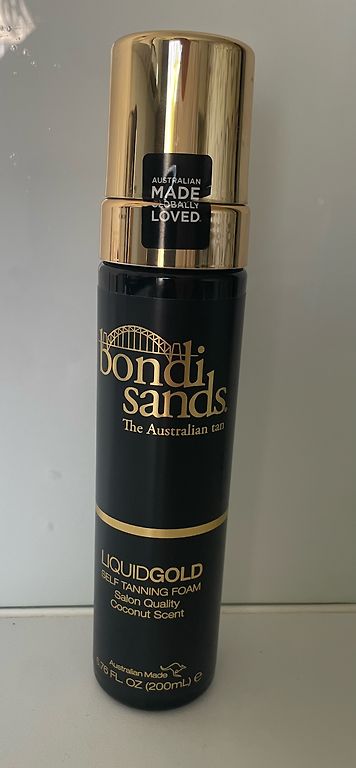 AUSTRALIAN
MADE
GLOBALLY
LOVED.
bondi
sands.
The Australian tan
LIQUIDGOLD
SELF TANNING FOAM
Salon Quality
Coconut Scent
Australian Made
6.76 FL. OZ (200mL) ℮